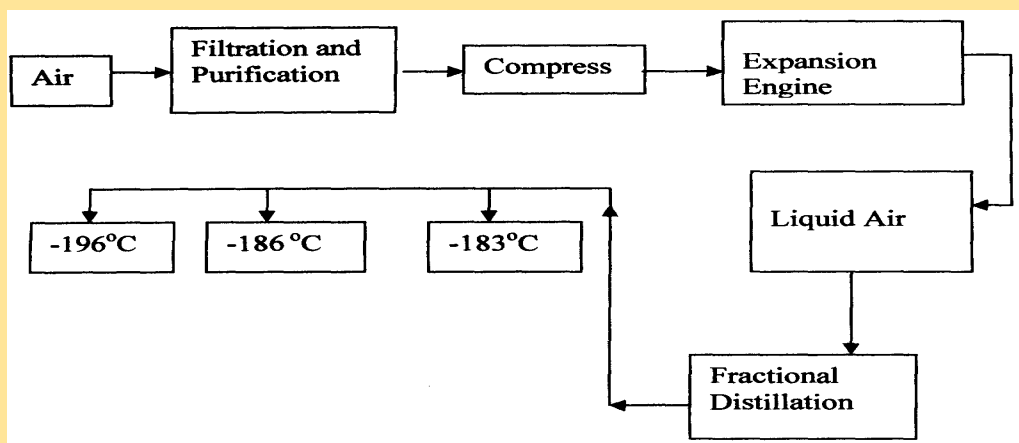 Air
Filtration and
Purification
Compress
Expansion
Engine
Liquid Air
Fractional
Distillation
-183°C
-186 °C
-196°C